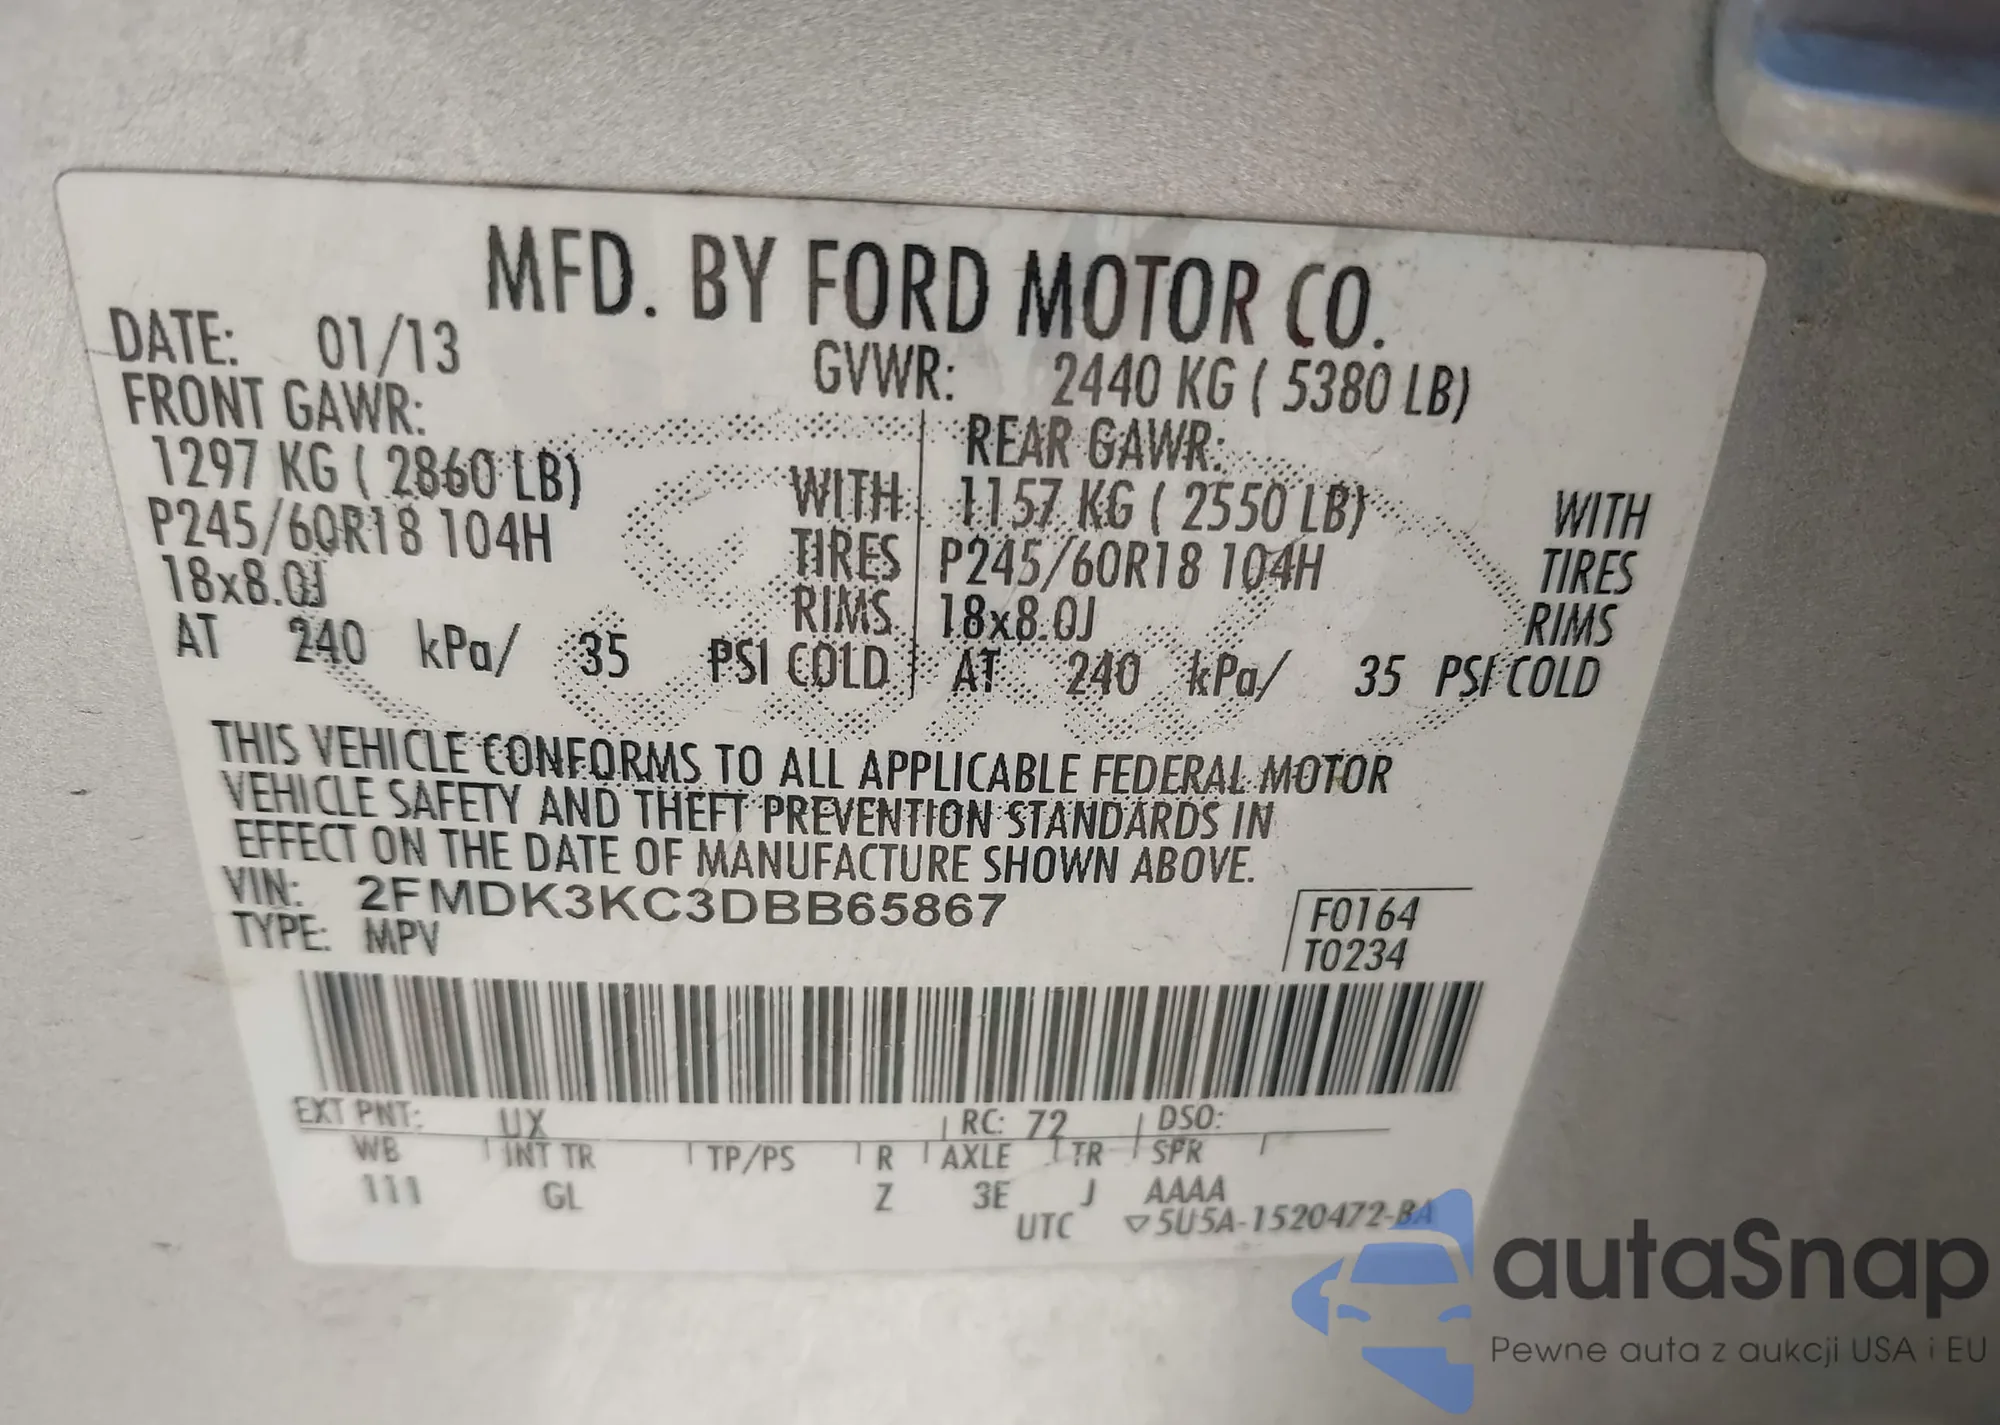 MFD. BY FORD MOTOR CO.
DATE: 01/13 GVWR: 2440 KG ( 5380 LB)
FRONT GAWR: REAR GAWR:
1297 KG ( 2860 LB) WITH 1157 KG ( 2550 LB) WITH
P245/60R18 104H TIRES P245/60R18 104H TIRES
18x8.0J RIMS 18x8.0J RIMS
AT 240 kPa/ 35 PSI COLD AT 240 kPa/ 35 PSI COLD
THIS VEHICLE CONFORMS TO ALL APPLICABLE FEDERAL MOTOR
VEHICLE SAFETY AND THEFT PREVENTION STANDARDS IN
EFFECT ON THE DATE OF MANUFACTURE SHOWN ABOVE.
VIN: 2FMDK3KC3DBB65867 F0164
TYPE: MPV T0234
EXT PNT: UX RC: 72 DSO:
WB INT TR TP/PS R AXLE TR SPR
111 GL Z 3E J AAAA
UTC ▽5U5A-1520472-BA
autaSnap
Pewne auta z aukcji USA i EU